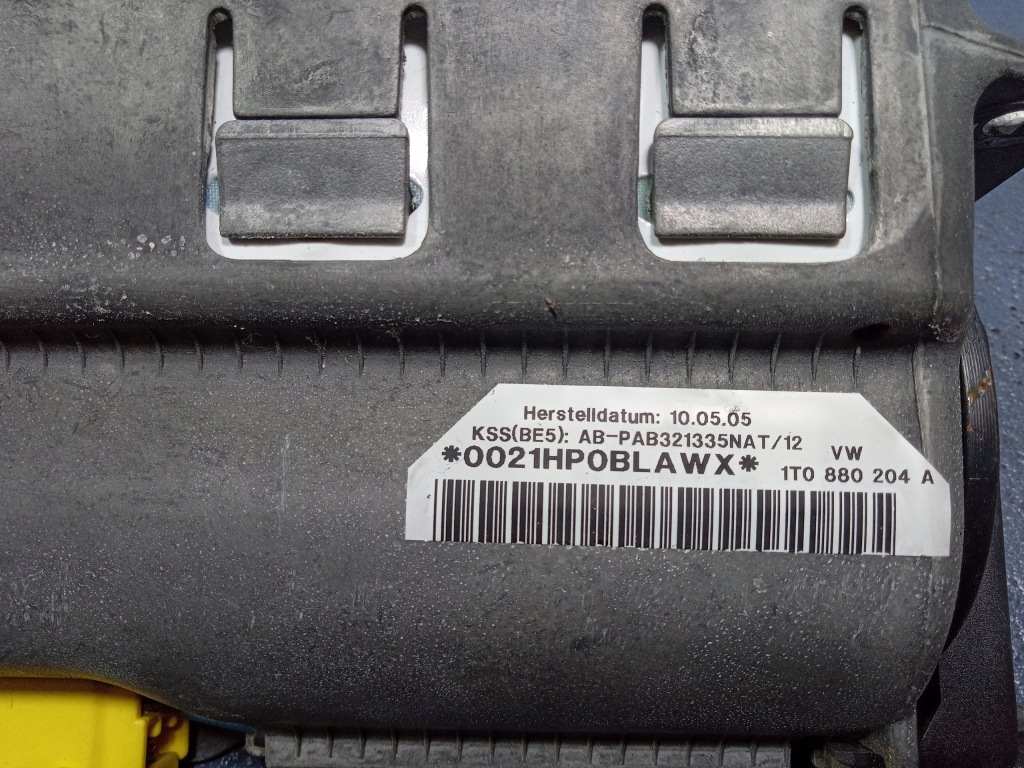 Herstelldatum: 10.05.05
KSS(BE5): AB-PAB321335NAT/12
*0021HP0BLAWX*
VW
1T0 880 204 A